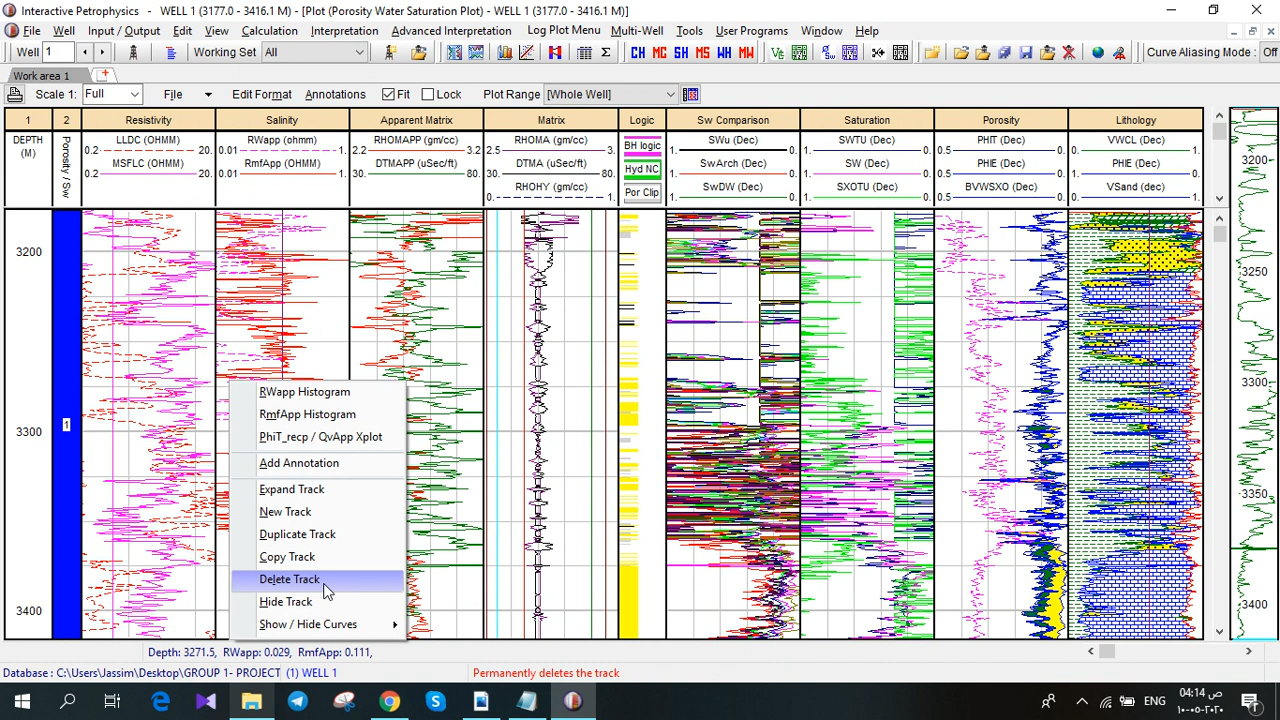 Interactive Petrophysics - WELL 1 (3177.0 - 3416.1 M) - [Plot (Porosity Water Saturation Plot) - WELL 1 (3177.0 - 3416.1 M)]
File Well Input / Output Edit View Calculation Interpretation Advanced Interpretation Log Plot Menu Multi-Well Tools User Programs Window Help
Well 1 Working Set All CH MC SH MS WH MW Curve Aliasing Mode : Off
Work area 1
Scale 1: Full File Edit Format Annotations Fit Lock Plot Range [Whole Well]
1 2 Resistivity Salinity Apparent Matrix Matrix Logic Sw Comparison Saturation Porosity Lithology
DEPTH (M)
Porosity / Sw
LLDC (OHMM)
0.2 20.
MSFLC (OHMM)
0.2 20.
RWapp (ohmm)
0.01 1.
RmfApp (OHMM)
0.01 1.
RHOMAPP (gm/cc)
2.2 3.2
DTMAPP (uSec/ft)
30. 80.
RHOMA (gm/cc)
2.5 3.
DTMA (uSec/ft)
30. 80.
RHOHY (gm/cc)
0. 1.
BH logic
Hyd NC
Por Clip
SWu (Dec)
1. 0.
SwArch (Dec)
1. 0.
SwDW (Dec)
1. 0.
SWTU (Dec)
1. 0.
SW (Dec)
1. 0.
SXOTU (Dec)
1. 0.
PHIT (Dec)
0.5 0.
PHIE (Dec)
0.5 0.
BVWSXO (Dec)
0.5 0.
VWCL (Dec)
0. 1.
PHIE (Dec)
1. 0.
VSand (dec)
0. 1.
3200
3300
3400
1
3200
3250
3300
3350
3400
RWapp Histogram
RmfApp Histogram
PhiT_recp / QvApp Xplot
Add Annotation
Expand Track
New Track
Duplicate Track
Copy Track
Delete Track
Hide Track
Show / Hide Curves
Depth: 3271.5, RWapp: 0.029, RmfApp: 0.111,
Database : C:\Users\Jassim\Desktop\GROUP 1- PROJECT (1) WELL 1 Permanently deletes the track
ENG
04:14 ص